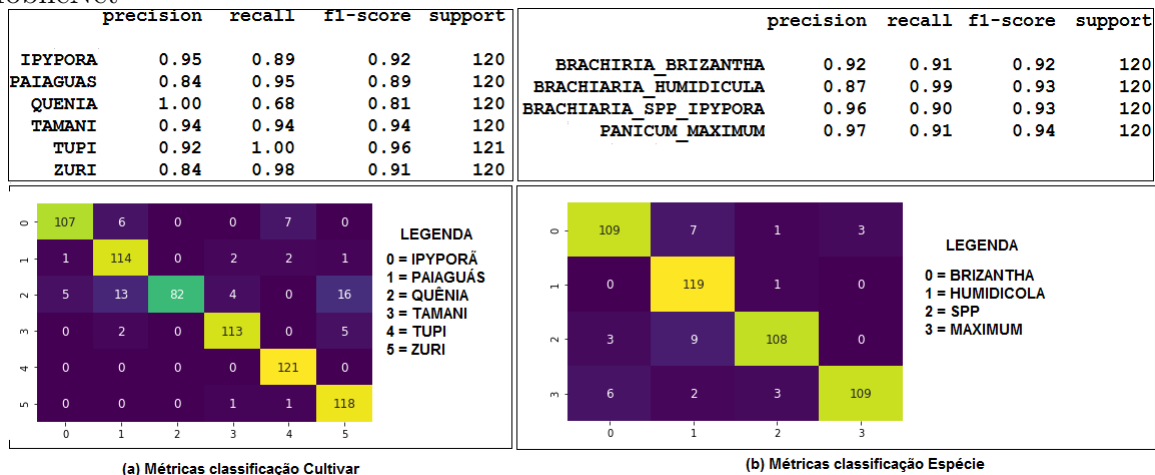 precision recall f1-score support
IPYPORA 0.95 0.89 0.92 120
PAIAGUAS 0.84 0.95 0.89 120
QUENIA 1.00 0.68 0.81 120
TAMANI 0.94 0.94 0.94 120
TUPI 0.92 1.00 0.96 121
ZURI 0.84 0.98 0.91 120
precision recall f1-score support
BRACHIRIA_BRIZANTHA 0.92 0.91 0.92 120
BRACHIARIA_HUMIDICULA 0.87 0.99 0.93 120
BRACHIARIA_SPP_IPYPORA 0.96 0.90 0.93 120
PANICUM_MAXIMUM 0.97 0.91 0.94 120
0 107 6 0 0 7 0
1 1 114 0 2 2 1
2 5 13 82 4 0 16
3 0 2 0 113 0 5
4 0 0 0 0 121 0
5 0 0 0 1 1 118
0 1 2 3 4 5
LEGENDA
0 = IPYPORÃ
1 = PAIAGUÁS
2 = QUÊNIA
3 = TAMANI
4 = TUPI
5 = ZURI
(a) Métricas classificação Cultivar
0 109 7 1 3
1 0 119 1 0
2 3 9 108 0
3 6 2 3 109
0 1 2 3
LEGENDA
0 = BRIZANTHA
1 = HUMIDICOLA
2 = SPP
3 = MAXIMUM
(b) Métricas classificação Espécie